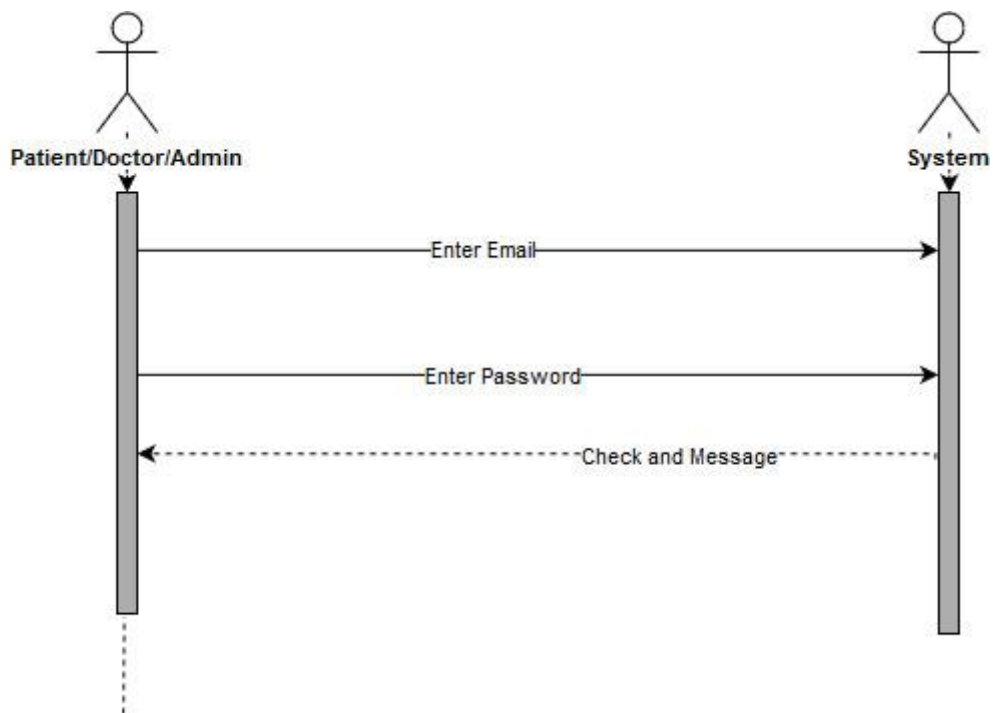 Patient/Doctor/Admin
System
Enter Email
Enter Password
Check and Message